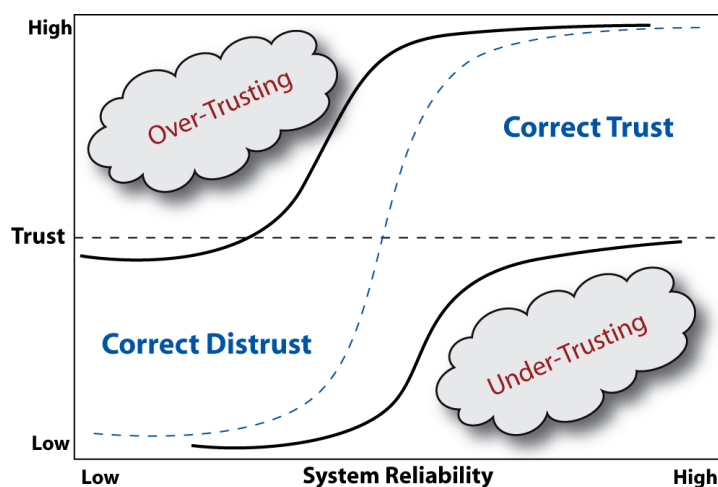 High
Over-Trusting
Correct Trust
Trust
Correct Distrust
Under-Trusting
Low
Low
System Reliability
High